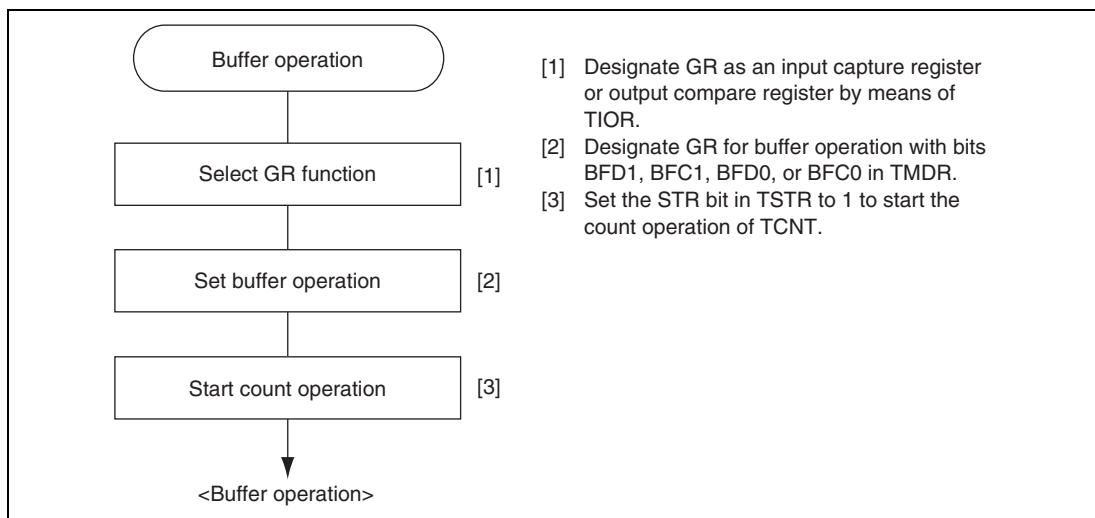 Buffer operation
Select GR function
[1]
Set buffer operation
[2]
Start count operation
[3]
<Buffer operation>
[1] Designate GR as an input capture register
or output compare register by means of
TIOR.
[2] Designate GR for buffer operation with bits
BFD1, BFC1, BFD0, or BFC0 in TMDR.
[3] Set the STR bit in TSTR to 1 to start the
count operation of TCNT.